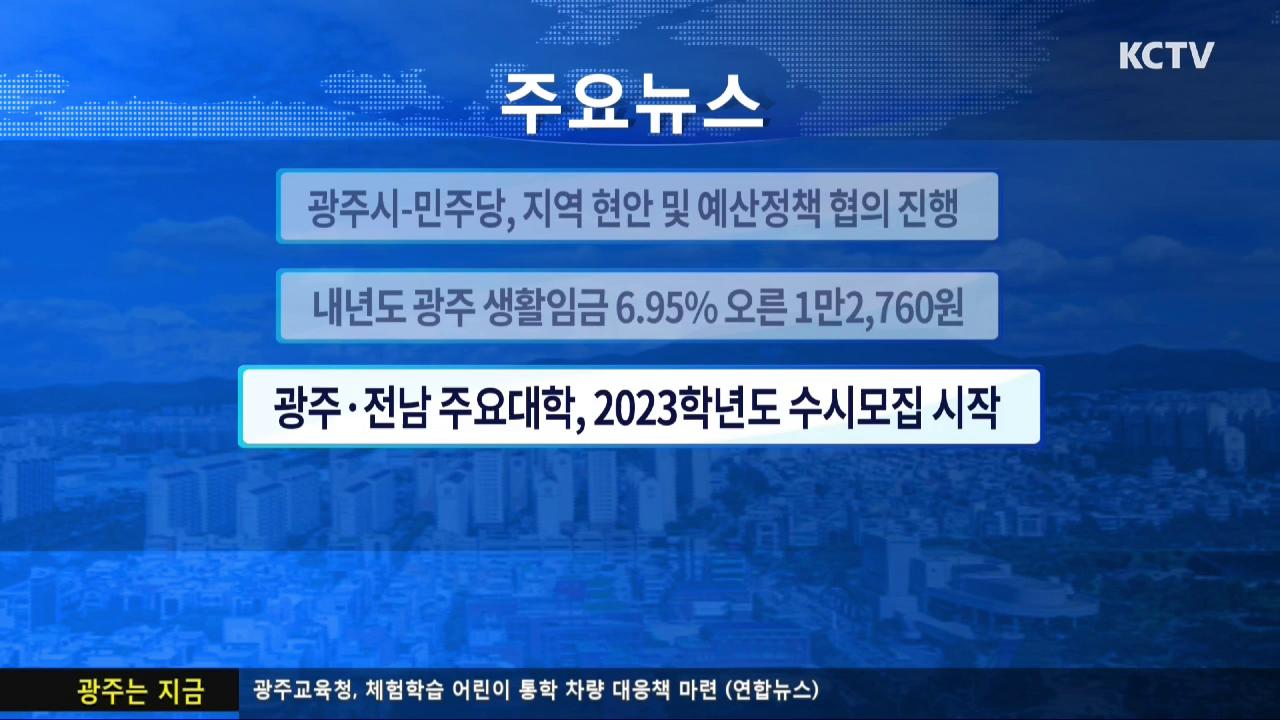 KCTV
주요뉴스
광주시-민주당, 지역 현안 및 예산정책 협의 진행
내년도 광주 생활임금 6.95% 오른 1만2,760원
광주·전남 주요대학, 2023학년도 수시모집 시작
광주는 지금
광주교육청, 체험학습 어린이 통학 차량 대응책 마련 (연합뉴스)